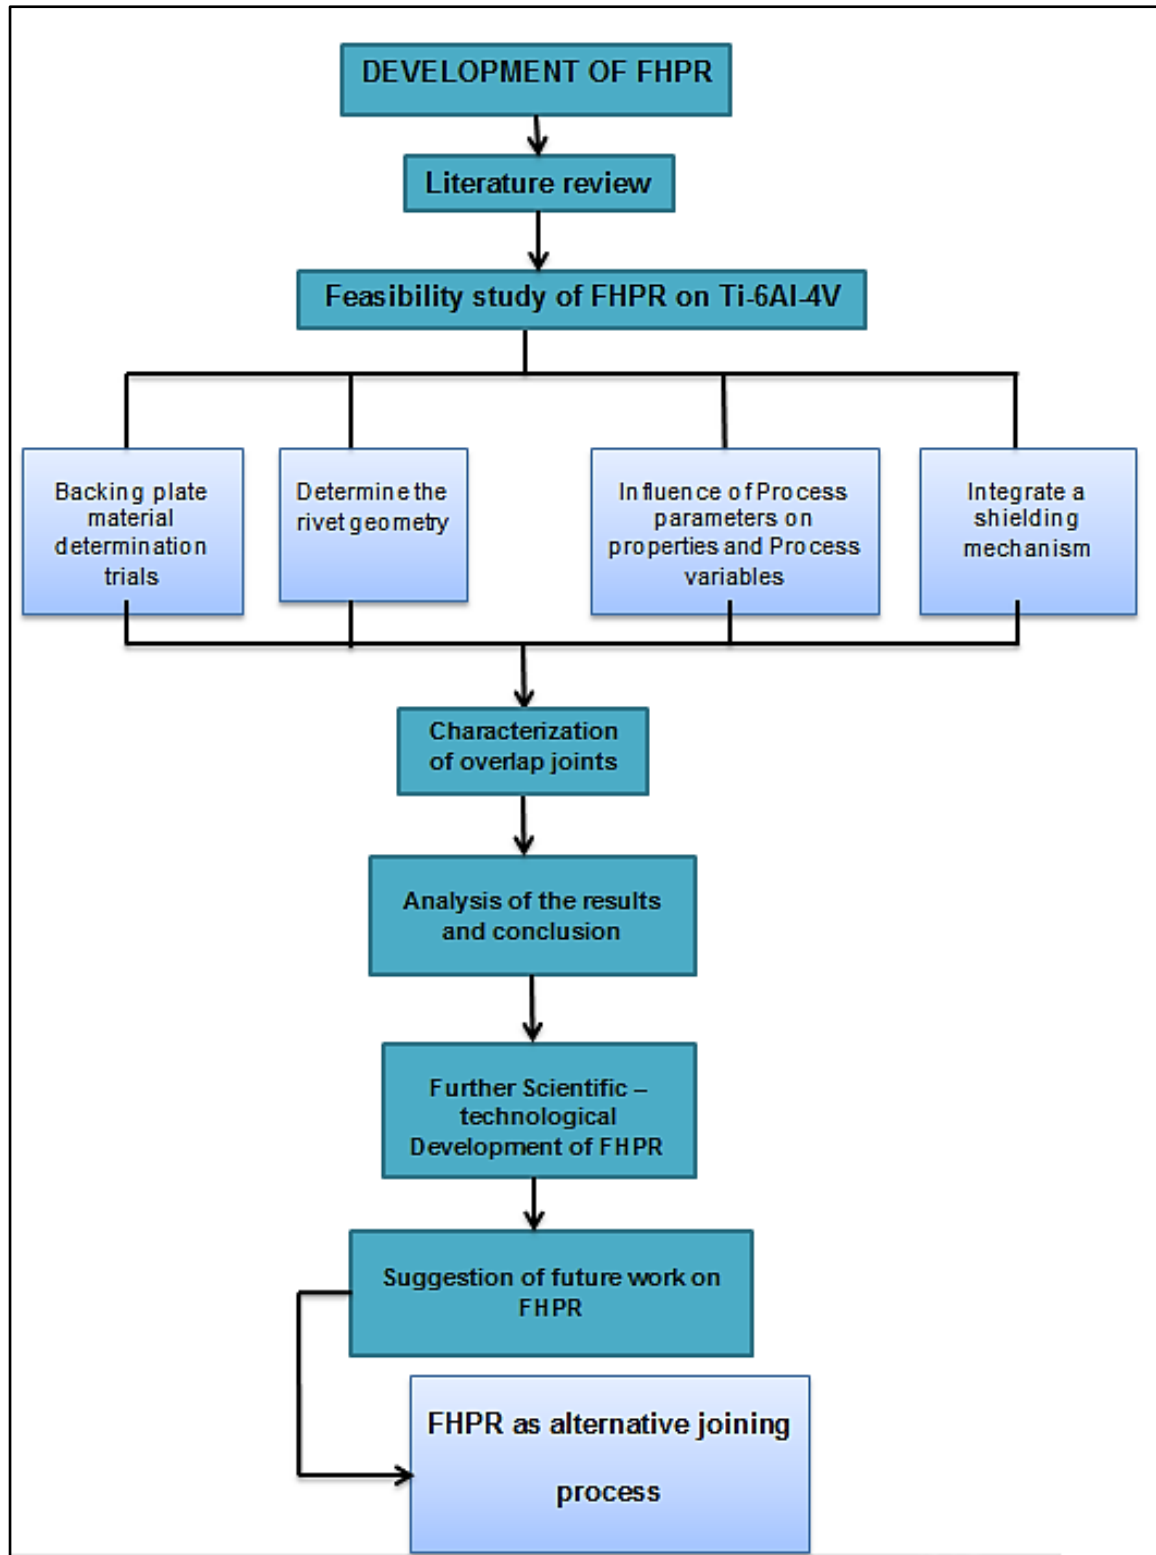 DEVELOPMENT OF FHPR
Literature review
Feasibility study of FHPR on Ti-6Al-4V
Backing plate
material
determination
trials
Determine the
rivet geometry
Influence of Process
parameters on
properties and Process
variables
Integrate a
shielding
mechanism
Characterization
of overlap joints
Analysis of the results
and conclusion
Further Scientific –
technological
Development of FHPR
Suggestion of future work on
FHPR
FHPR as alternative joining
process